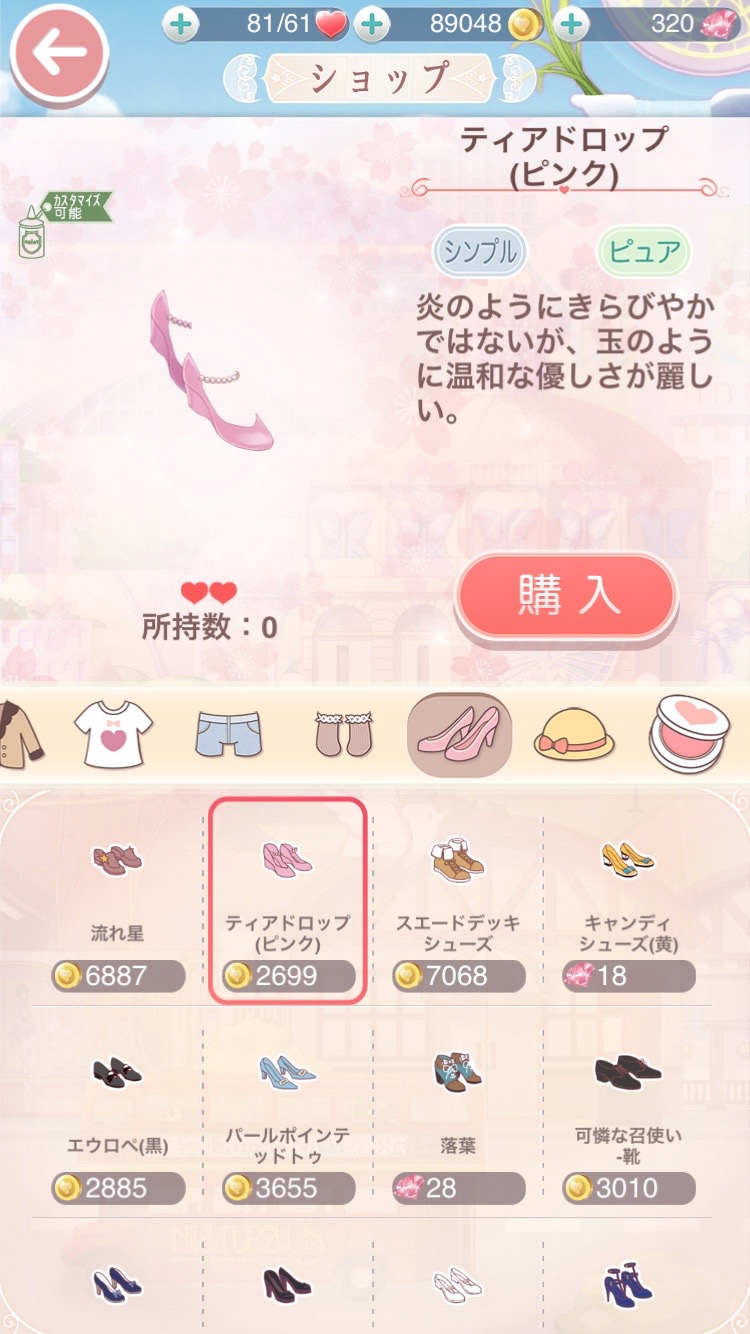 81/61
89048
320
ショップ
ティアドロップ
(ピンク)
カスタマイズ
可能
シンプル
ピュア
炎のようにきらびやか
ではないが、玉のよう
に温和な優しさが麗し
い。
所持数：0
購入
流れ星
6887
ティアドロップ
(ピンク)
2699
スエードデッキ
シューズ
7068
キャンディ
シューズ(黄)
18
エウロペ(黒)
2885
パールポインテ
ッドトゥ
3655
落葉
28
可憐な召使い
-靴
3010